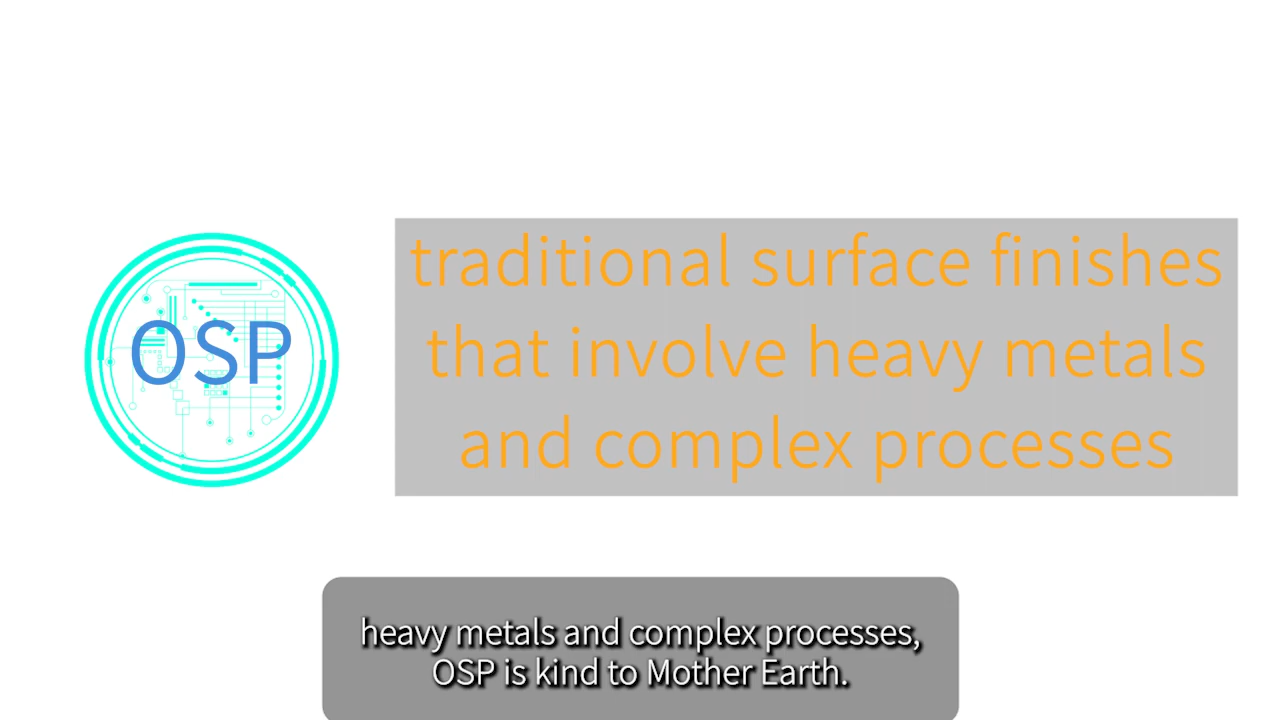 OSP
traditional surface finishes
that involve heavy metals
and complex processes
heavy metals and complex processes,
OSP is kind to Mother Earth.